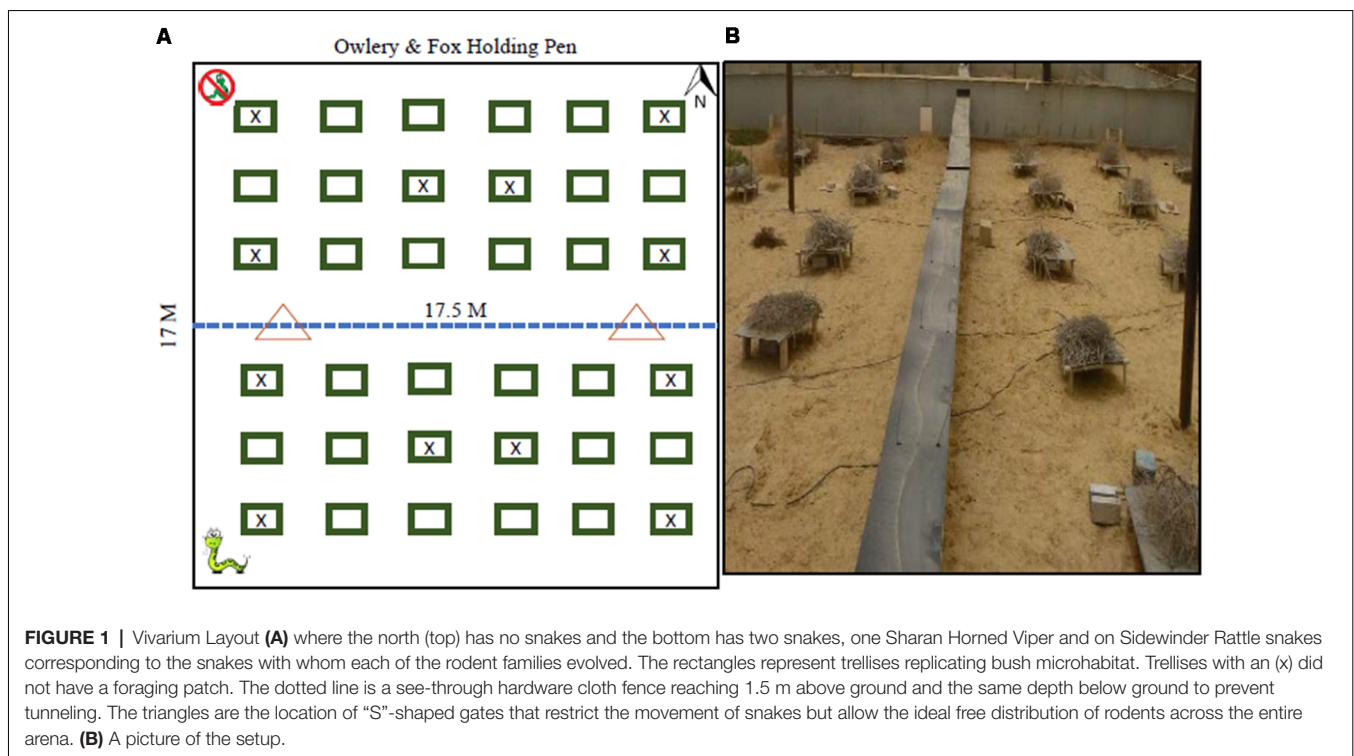 A
B
Owlery & Fox Holding Pen
N
X
X
X
X
X
X
17.5 M
17 M
X
X
X
X
X
X
FIGURE 1 | Vivarium Layout (A) where the north (top) has no snakes and the bottom has two snakes, one Sharan Horned Viper and on Sidewinder Rattle snakes
corresponding to the snakes with whom each of the rodent families evolved. The rectangles represent trellises replicating bush microhabitat. Trellises with an (x) did
not have a foraging patch. The dotted line is a see-through hardware cloth fence reaching 1.5 m above ground and the same depth below ground to prevent
tunneling. The triangles are the location of “S”-shaped gates that restrict the movement of snakes but allow the ideal free distribution of rodents across the entire
arena. (B) A picture of the setup.